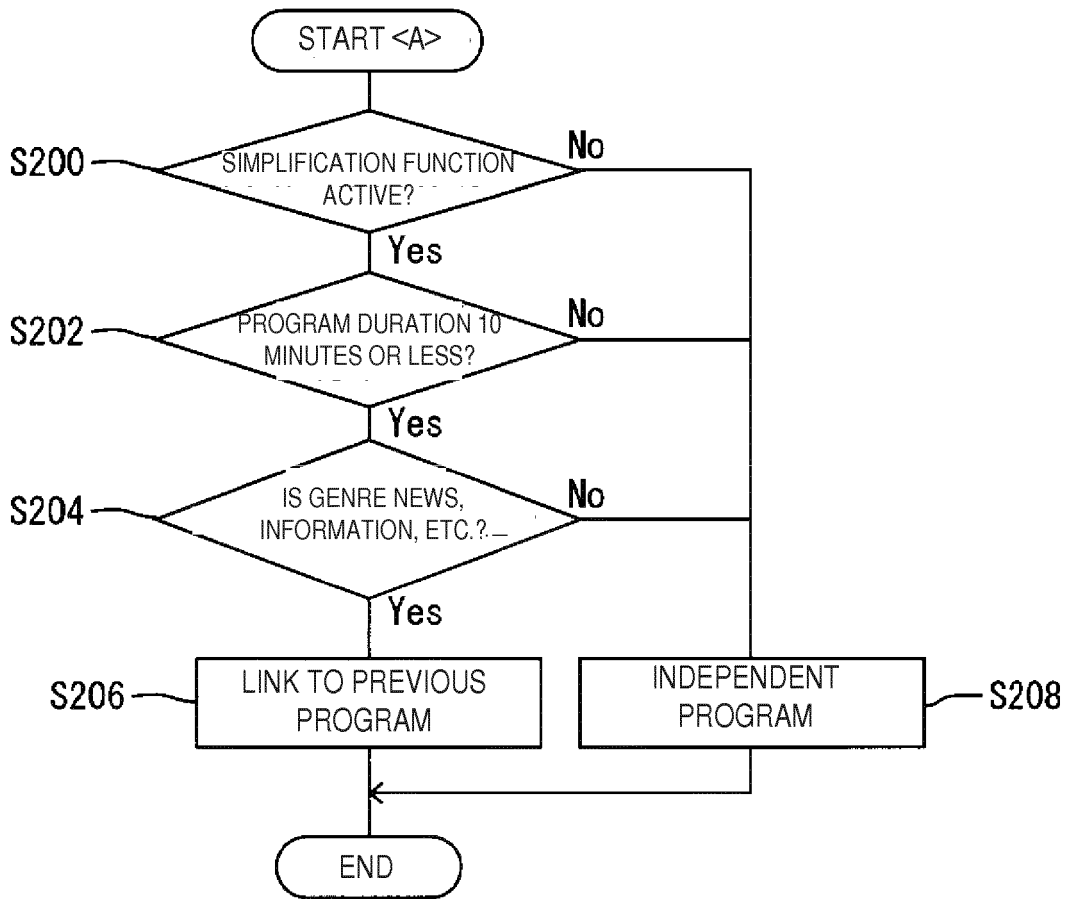 START <A>
S200
SIMPLIFICATION FUNCTION
ACTIVE?
No
Yes
S202
PROGRAM DURATION 10
MINUTES OR LESS?
No
Yes
S204
IS GENRE NEWS,
INFORMATION, ETC.?
No
Yes
S206
LINK TO PREVIOUS
PROGRAM
INDEPENDENT
PROGRAM
S208
END